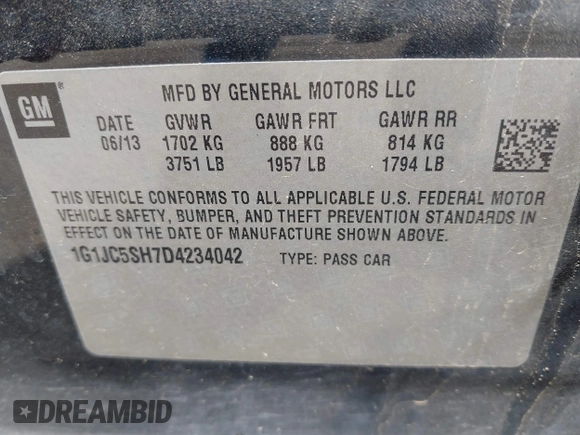 GM ®
MFD BY GENERAL MOTORS LLC
DATE GVWR GAWR FRT GAWR RR
06/13 1702 KG 888 KG 814 KG
3751 LB 1957 LB 1794 LB
THIS VEHICLE CONFORMS TO ALL APPLICABLE U.S. FEDERAL MOTOR
VEHICLE SAFETY, BUMPER, AND THEFT PREVENTION STANDARDS IN
EFFECT ON THE DATE OF MANUFACTURE SHOWN ABOVE.
1G1JC5SH7D4234042 TYPE: PASS CAR
DREAMBID